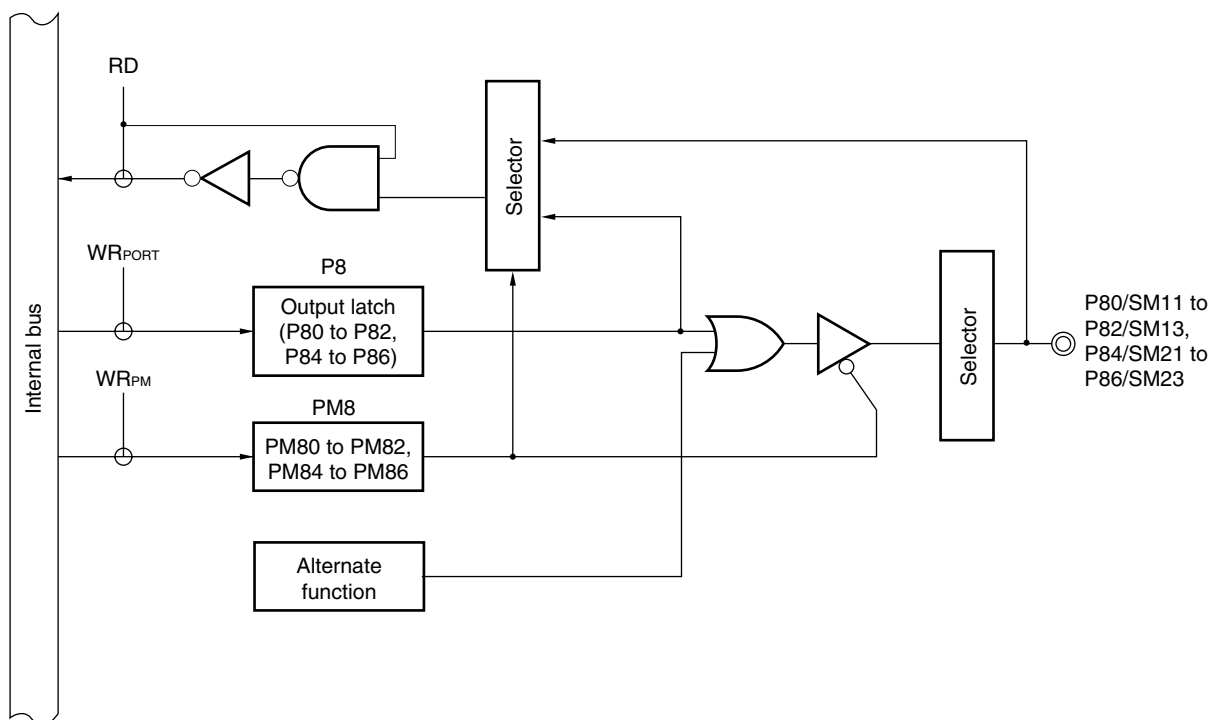 RD
Selector
WRPORT
P8
Output latch
(P80 to P82,
P84 to P86)
Internal bus
WRPM
PM8
PM80 to PM82,
PM84 to PM86
Alternate
function
Selector
P80/SM11 to
P82/SM13,
P84/SM21 to
P86/SM23